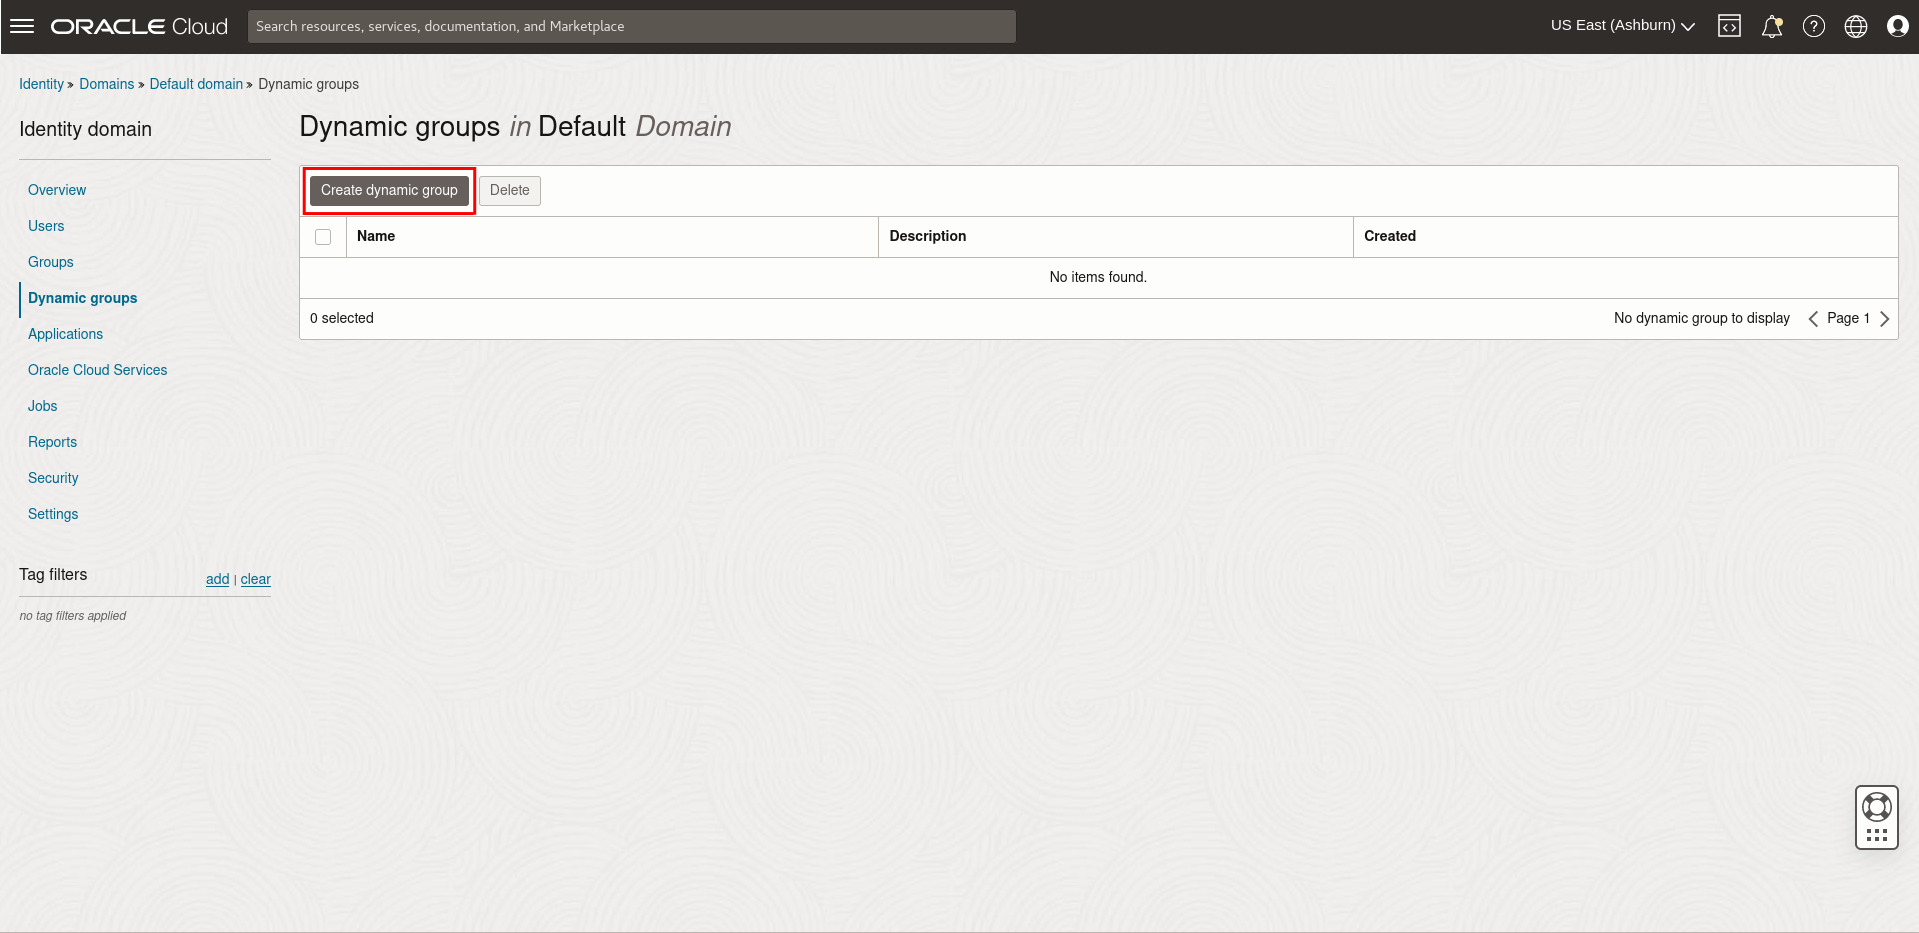 ORACLE Cloud
Search resources, services, documentation, and Marketplace
US East (Ashburn)
Identity » Domains » Default domain » Dynamic groups
Identity domain
Overview
Users
Groups
Dynamic groups
Applications
Oracle Cloud Services
Jobs
Reports
Security
Settings
Tag filters
add | clear
no tag filters applied
Dynamic groups in Default Domain
Create dynamic group
Delete
Name Description Created
No items found.
0 selected
No dynamic group to display
Page 1